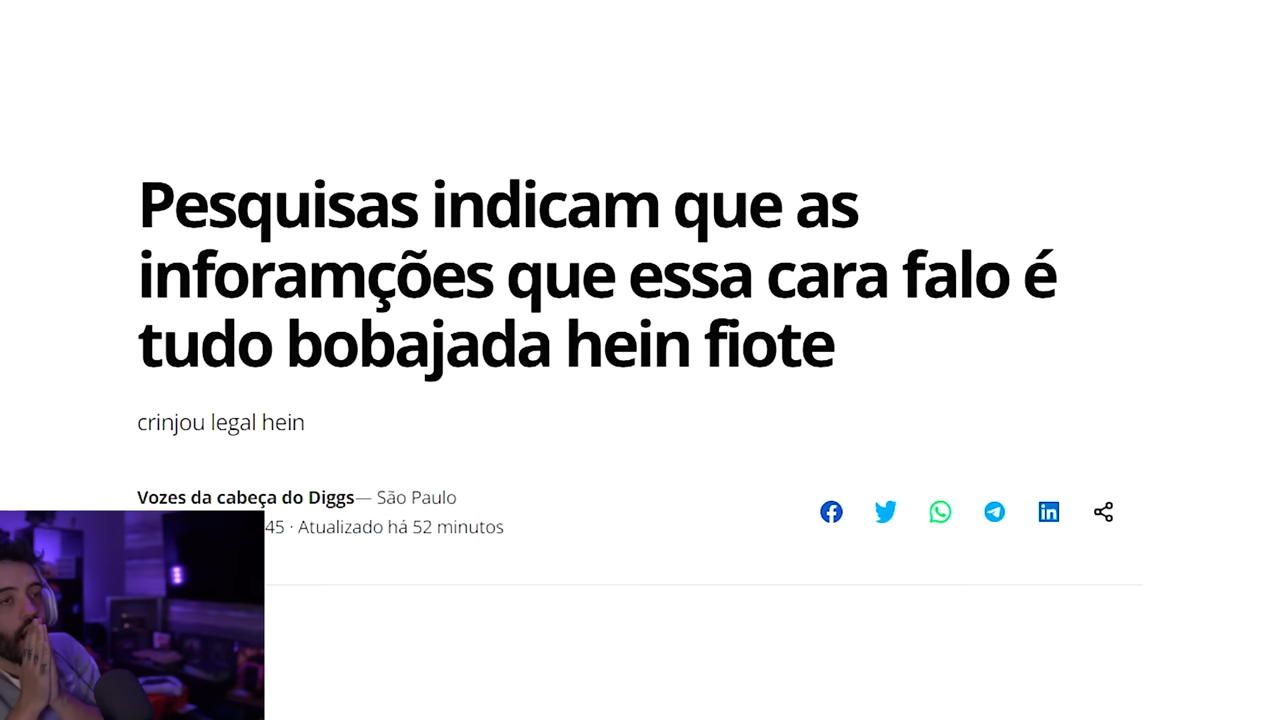 Pesquisas indicam que as
inforamções que essa cara falo é
tudo bobajada hein fiote
crinjou legal hein
Vozes da cabeça do Diggs— São Paulo
45 · Atualizado há 52 minutos